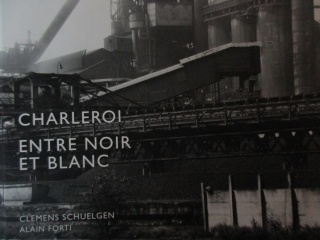 CHARLEROI
ENTRE NOIR
ET BLANC
CLEMENS SCHUELGEN
ALAIN FORTI